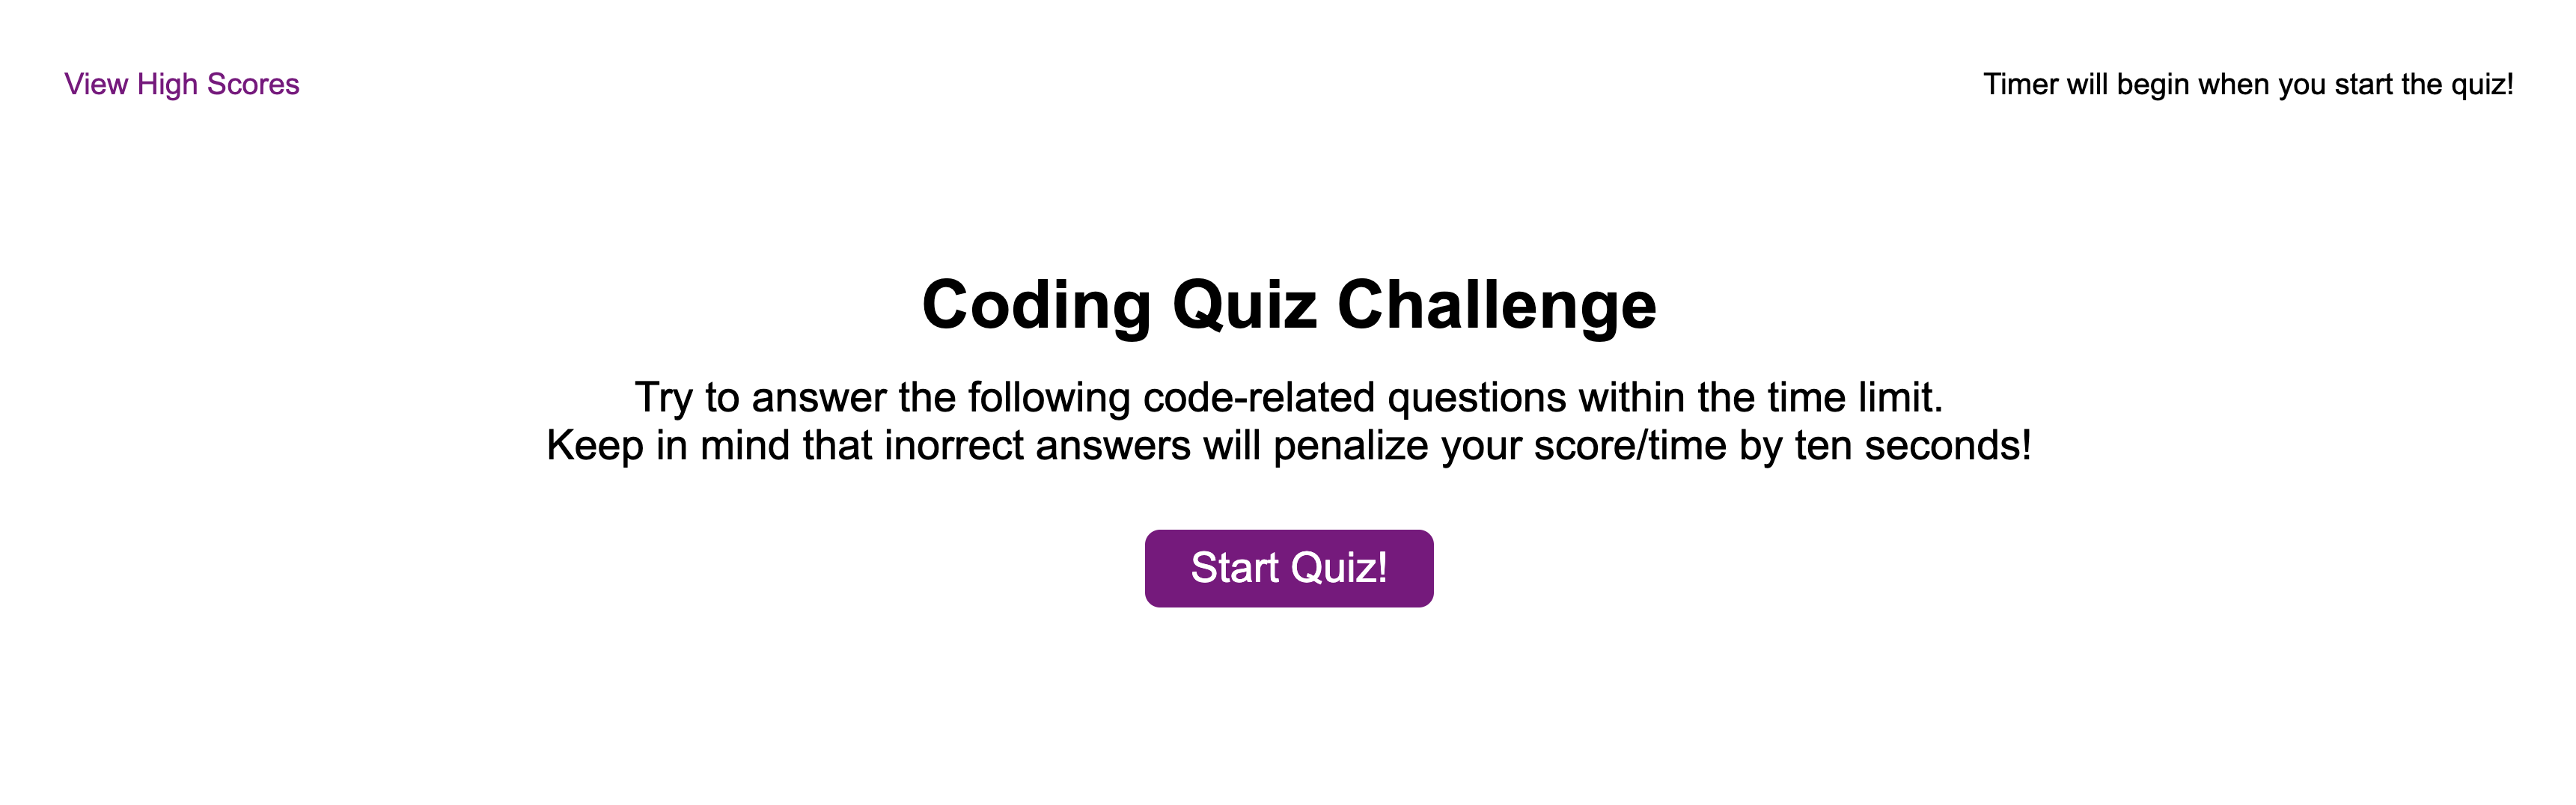 View High Scores
Timer will begin when you start the quiz!
Coding Quiz Challenge
Try to answer the following code-related questions within the time limit.
Keep in mind that inorrect answers will penalize your score/time by ten seconds!
Start Quiz!